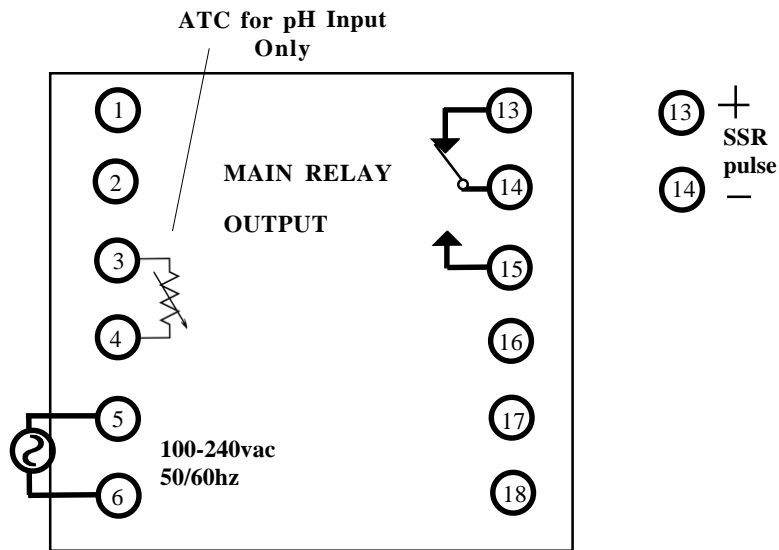 ATC for pH Input
Only
1
13
13 +
SSR
pulse
2
MAIN RELAY
14
14 −
OUTPUT
3
15
4
16
5
17
100-240vac
50/60hz
6
18